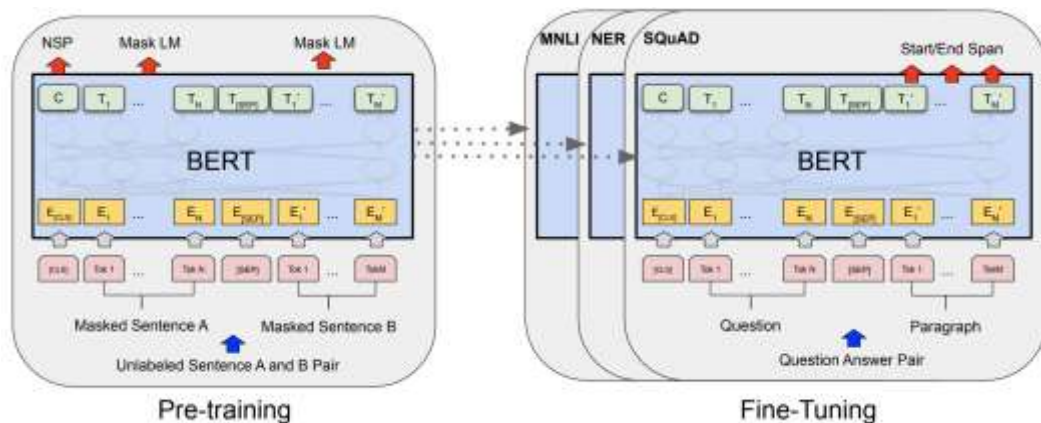 NSP Mask LM Mask LM
C T1 ... TN T[SEP] T1' ... TM'
BERT
E[CLS] E1 ... EN E[SEP] E1' ... EM'
[CLS] Tok 1 ... Tok N [SEP] Tok 1 ... TokM
Masked Sentence A Masked Sentence B
Unlabeled Sentence A and B Pair
Pre-training
MNLI NER SQuAD
Start/End Span
C T1 ... TN T[SEP] T1' ... TM'
BERT
E[CLS] E1 ... EN E[SEP] E1' ... EM'
[CLS] Tok 1 ... Tok N [SEP] Tok 1 ... TokM
Question Paragraph
Question Answer Pair
Fine-Tuning